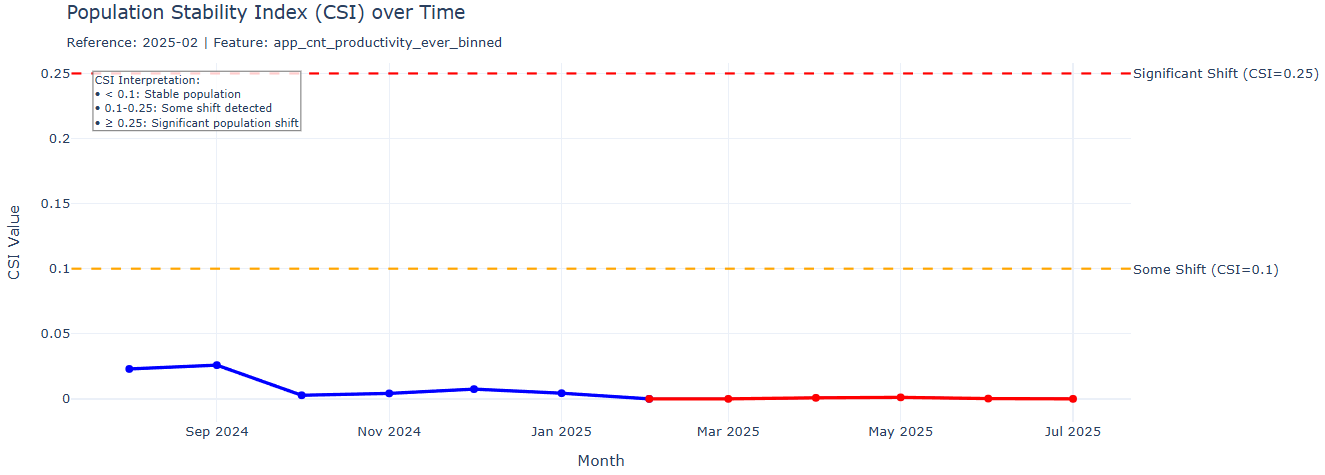 Population Stability Index (CSI) over Time
Reference: 2025-02 | Feature: app_cnt_productivity_ever_binned
CSI Interpretation:
• < 0.1: Stable population
• 0.1-0.25: Some shift detected
• ≥ 0.25: Significant population shift
Significant Shift (CSI=0.25)
Some Shift (CSI=0.1)
CSI Value
0.25
0.2
0.15
0.1
0.05
0
Sep 2024
Nov 2024
Jan 2025
Mar 2025
May 2025
Jul 2025
Month